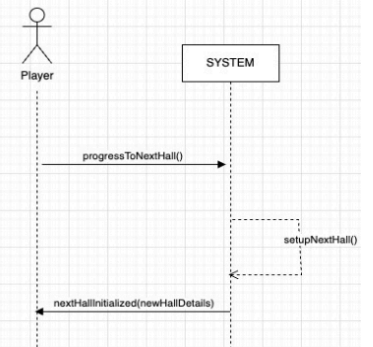 Player
SYSTEM
progressToNextHall()
setupNextHall()
nextHallInitialized(newHallDetails)